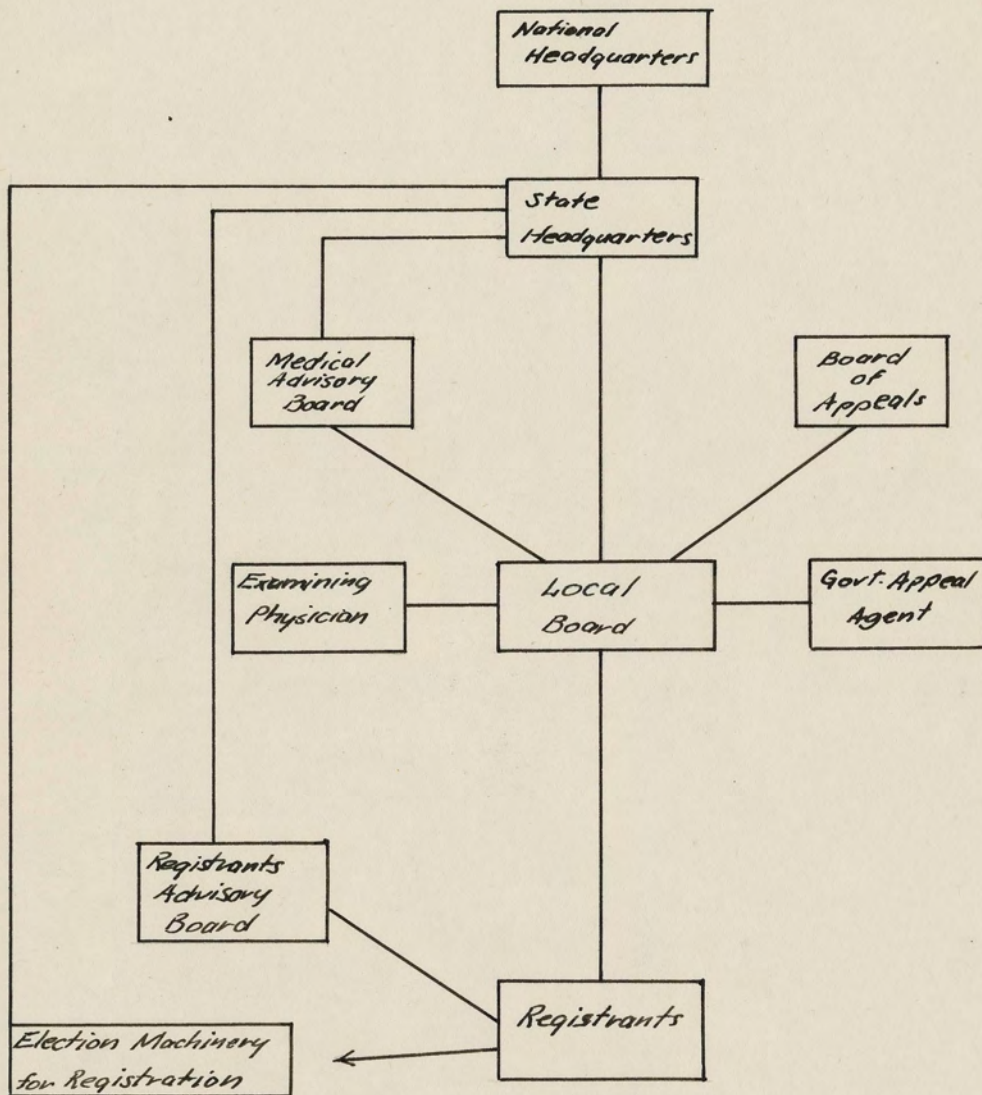 National
Headquarters
State
Headquarters
Medical
Advisory
Board
Board
of
Appeals
Examining
Physician
Local
Board
Govt. Appeal
Agent
Registrants
Advisory
Board
Registrants
Election Machinery
for Registration